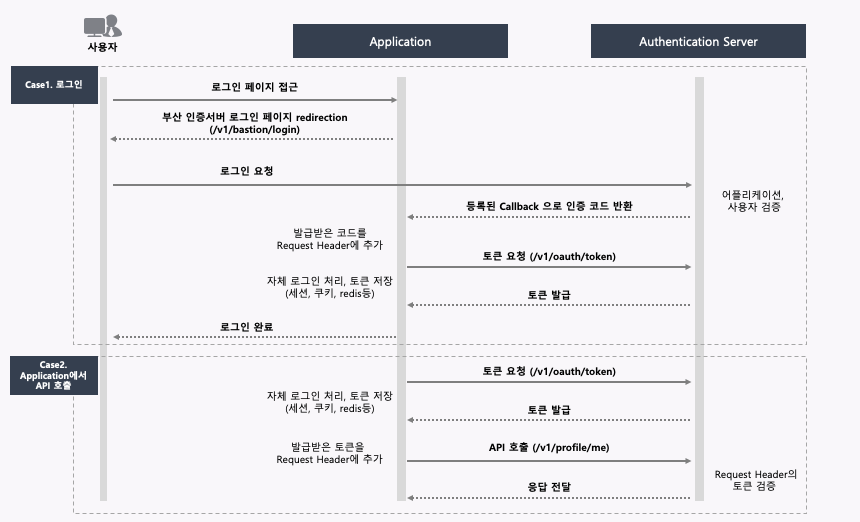 사용자
Application
Authentication Server
Case1. 로그인
로그인 페이지 접근
부산 인증서버 로그인 페이지 redirection
(/v1/bastion/login)
로그인 요청
어플리케이션,
사용자 검증
등록된 Callback 으로 인증 코드 반환
발급받은 코드를
Request Header에 추가
토큰 요청 (/v1/oauth/token)
자체 로그인 처리, 토큰 저장
(세션, 쿠키, redis등)
토큰 발급
로그인 완료
Case2.
Application에서
API 호출
토큰 요청 (/v1/oauth/token)
자체 로그인 처리, 토큰 저장
(세션, 쿠키, redis등)
토큰 발급
발급받은 토큰을
Request Header에 추가
API 호출 (/v1/profile/me)
Request Header의
토큰 검증
응답 전달